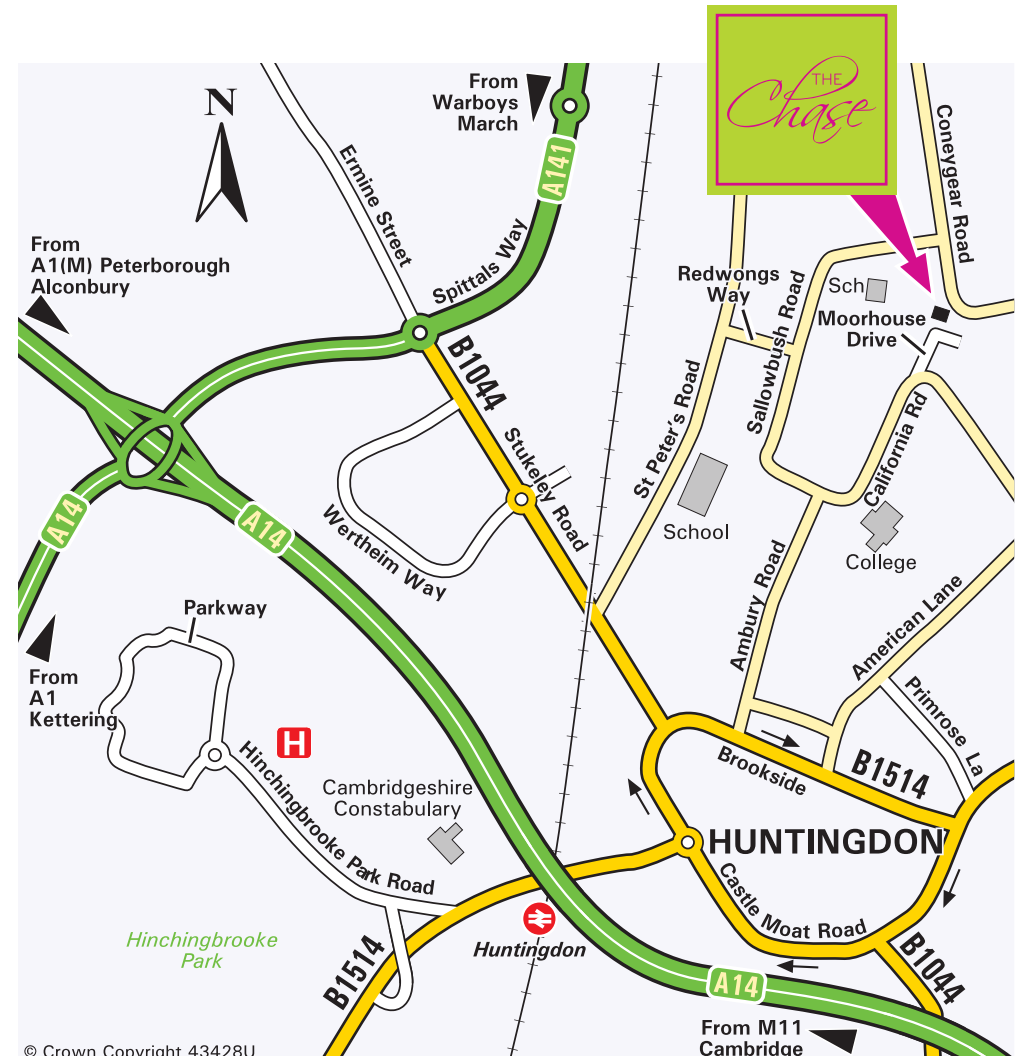 THE
Chase
From
Warboys
March
N
A141
Coneygear Road
Ermine Street
From
A1(M) Peterborough
Alconbury
Spittals Way
Redwongs
Way
Sch
Moorhouse
Drive
Sallowbush Road
B1044
St Peter's Road
California Rd
Stukeley Road
A14
A14
Wertheim Way
School
College
Parkway
Ambury Road
American Lane
From
A1
Kettering
Primrose La
H
Hinchingbrooke Park Road
Brookside
B1514
Cambridgeshire
Constabulary
HUNTINGDON
Castle Moat Road
Hinchingbrooke
Park
Huntingdon
B1514
B1044
A14
From M11
Cambridge
© Crown Copyright 43428U